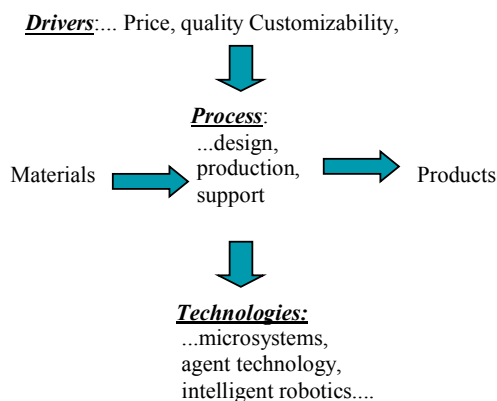 Drivers:... Price, quality Customizability,
Process:
...design,
production,
support
Materials
Products
Technologies:
...microsystems,
agent technology,
intelligent robotics....